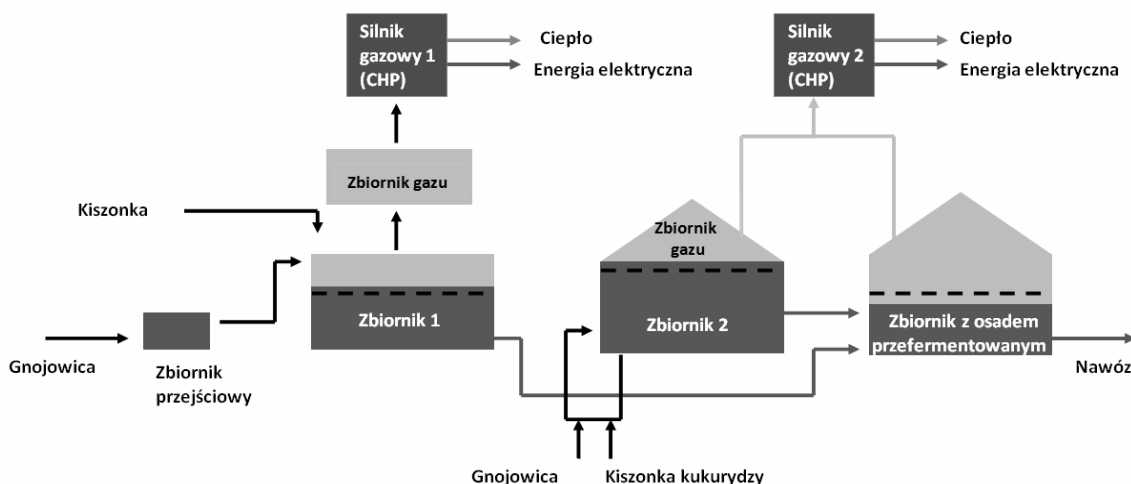 Silnik
gazowy 1
(CHP)
Ciepło
Energia elektryczna
Silnik
gazowy 2
(CHP)
Ciepło
Energia elektryczna
Zbiornik gazu
Kiszonka
Zbiornik
gazu
Zbiornik 1
Zbiornik 2
Zbiornik z osadem
przefermentowanym
Gnojowica
Zbiornik
przejściowy
Nawóz
Gnojowica
Kiszonka kukurydzy